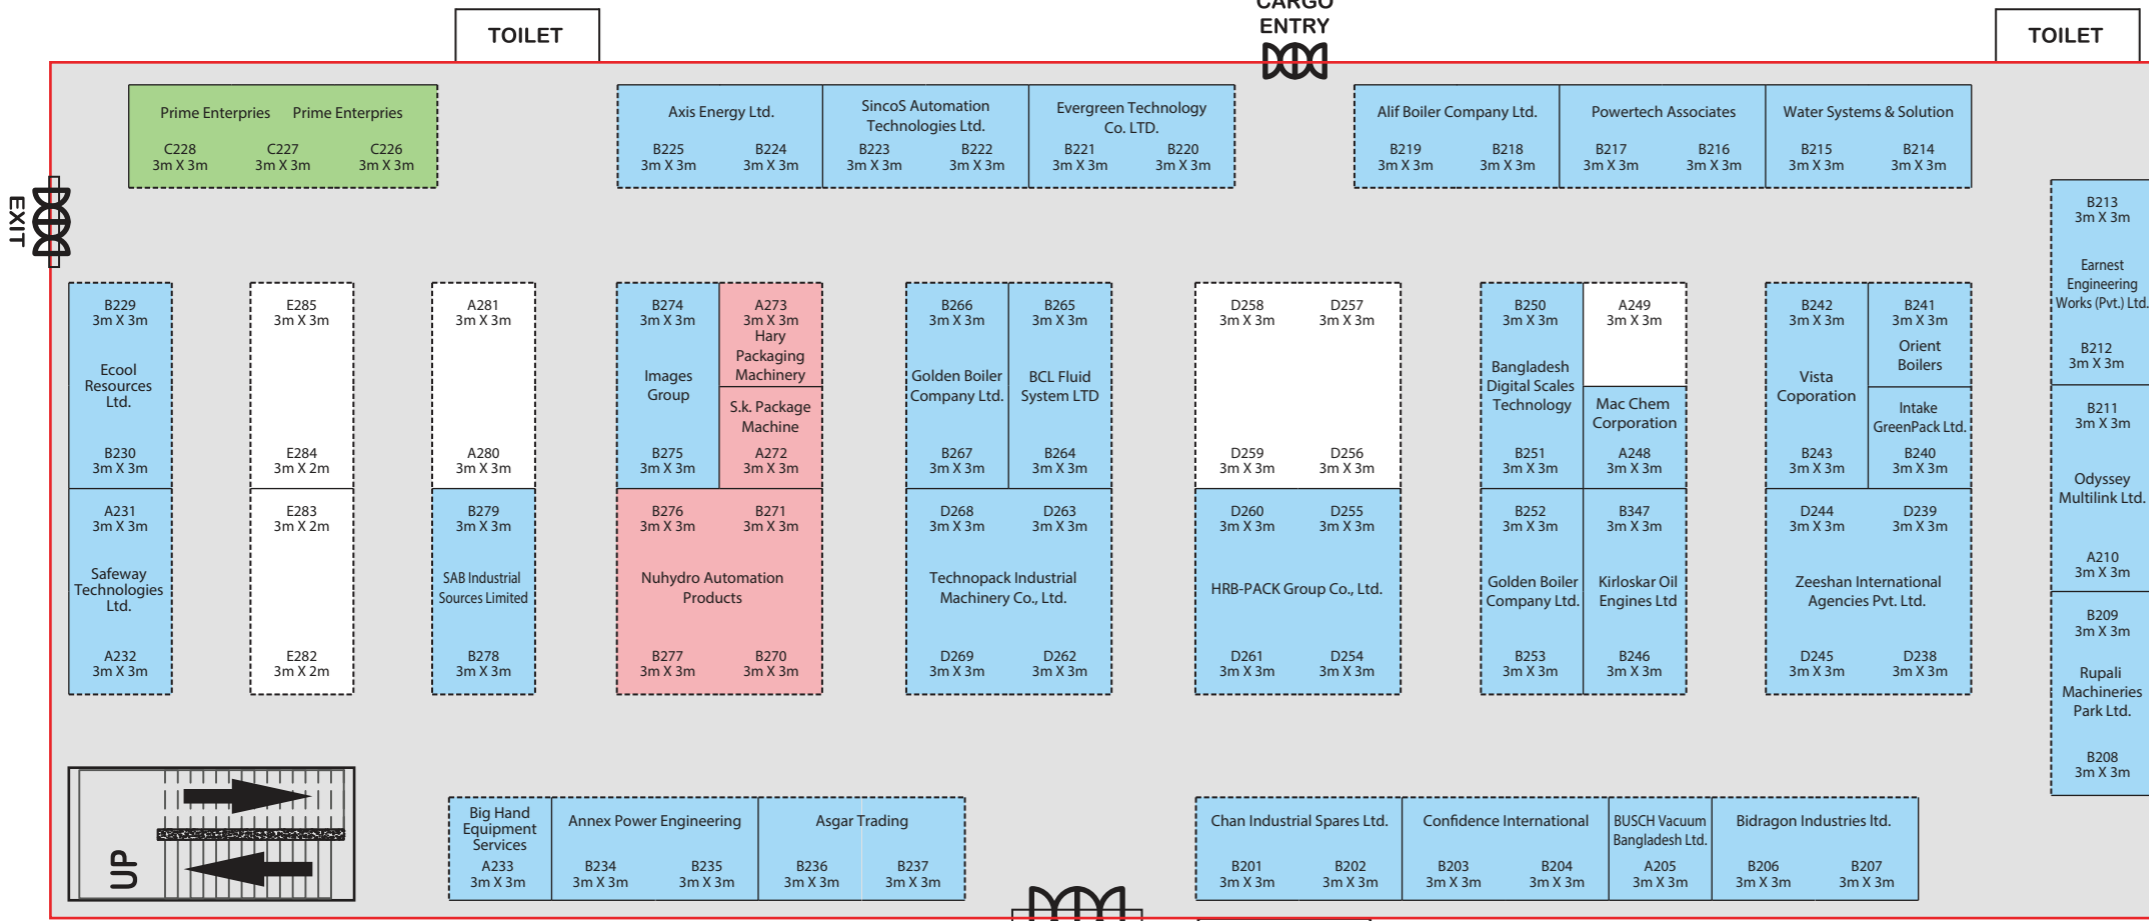 TOILET
CARGO
ENTRY
TOILET
EXIT
Prime Enterpries
Prime Enterpries
C228
3m X 3m
C227
3m X 3m
C226
3m X 3m
Axis Energy Ltd.
B225
3m X 3m
B224
3m X 3m
SincoS Automation
Technologies Ltd.
B223
3m X 3m
B222
3m X 3m
Evergreen Technology
Co. LTD.
B221
3m X 3m
B220
3m X 3m
Alif Boiler Company Ltd.
B219
3m X 3m
B218
3m X 3m
Powertech Associates
B217
3m X 3m
B216
3m X 3m
Water Systems & Solution
B215
3m X 3m
B214
3m X 3m
B213
3m X 3m
Earnest
Engineering
Works (Pvt.) Ltd.
B212
3m X 3m
B211
3m X 3m
Odyssey
Multilink Ltd.
A210
3m X 3m
B209
3m X 3m
Rupali
Machineries
Park Ltd.
B208
3m X 3m
B229
3m X 3m
Ecool
Resources
Ltd.
B230
3m X 3m
A231
3m X 3m
Safeway
Technologies
Ltd.
A232
3m X 3m
E285
3m X 3m
E284
3m X 2m
E283
3m X 2m
E282
3m X 2m
A281
3m X 3m
A280
3m X 3m
B279
3m X 3m
SAB Industrial
Sources Limited
B278
3m X 3m
B274
3m X 3m
Images
Group
B275
3m X 3m
A273
3m X 3m
Hary
Packaging
Machinery
S.k. Package
Machine
A272
3m X 3m
B276
3m X 3m
B271
3m X 3m
Nuhydro Automation
Products
B277
3m X 3m
B270
3m X 3m
B266
3m X 3m
Golden Boiler
Company Ltd.
B267
3m X 3m
B265
3m X 3m
BCL Fluid
System LTD
B264
3m X 3m
D268
3m X 3m
D263
3m X 3m
Technopack Industrial
Machinery Co., Ltd.
D269
3m X 3m
D262
3m X 3m
D258
3m X 3m
D257
3m X 3m
D259
3m X 3m
D256
3m X 3m
D260
3m X 3m
D255
3m X 3m
HRB-PACK Group Co., Ltd.
D261
3m X 3m
D254
3m X 3m
B250
3m X 3m
Bangladesh
Digital Scales
Technology
B251
3m X 3m
A249
3m X 3m
Mac Chem
Corporation
A248
3m X 3m
B252
3m X 3m
Golden Boiler
Company Ltd.
B253
3m X 3m
B347
3m X 3m
Kirloskar Oil
Engines Ltd
B246
3m X 3m
B242
3m X 3m
Vista
Coporation
B243
3m X 3m
B241
3m X 3m
Orient
Boilers
Intake
GreenPack Ltd.
B240
3m X 3m
D244
3m X 3m
D239
3m X 3m
Zeeshan International
Agencies Pvt. Ltd.
D245
3m X 3m
D238
3m X 3m
UP
Big Hand
Equipment
Services
A233
3m X 3m
Annex Power Engineering
B234
3m X 3m
B235
3m X 3m
Asgar Trading
B236
3m X 3m
B237
3m X 3m
Chan Industrial Spares Ltd.
B201
3m X 3m
B202
3m X 3m
Confidence International
B203
3m X 3m
B204
3m X 3m
BUSCH Vacuum
Bangladesh Ltd.
A205
3m X 3m
Bidragon Industries ltd.
B206
3m X 3m
B207
3m X 3m